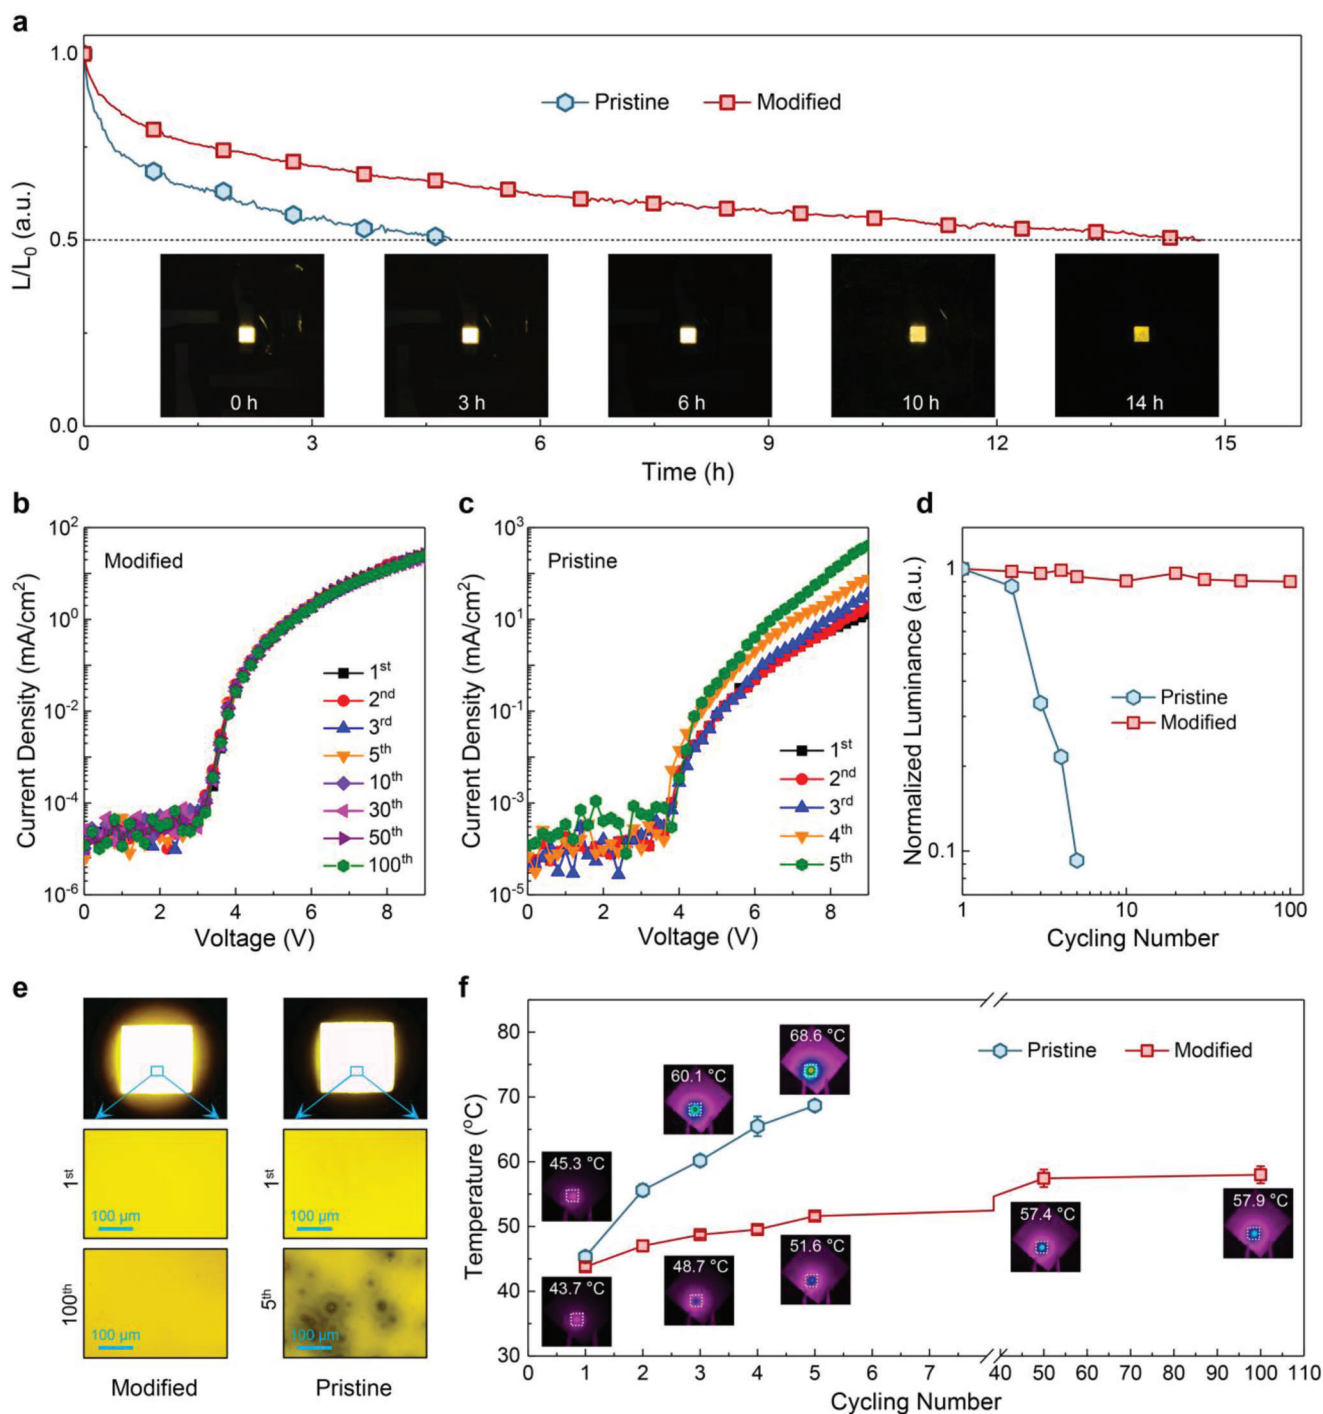 a
1.0
0.5
0.0
L/L0 (a.u.)
Pristine
Modified
0 h
3 h
6 h
10 h
14 h
0 3 6 9 12 15
Time (h)
b
Modified
10^2
10^0
10^-2
10^-4
10^-6
Current Density (mA/cm2)
1st
2nd
3rd
5th
10th
30th
50th
100th
0 2 4 6 8
Voltage (V)
c
Pristine
10^3
10^1
10^-1
10^-3
10^-5
Current Density (mA/cm2)
1st
2nd
3rd
4th
5th
0 2 4 6 8
Voltage (V)
d
1
0.1
Normalized Luminance (a.u.)
Pristine
Modified
1 10 100
Cycling Number
e
1st
100 µm
1st
100 µm
100th
100 µm
5th
100 µm
Modified
Pristine
f
80
70
60
50
40
30
Temperature (°C)
Pristine
Modified
45.3 °C
60.1 °C
68.6 °C
43.7 °C
48.7 °C
51.6 °C
57.4 °C
57.9 °C
0 1 2 3 4 5 6 7 40 50 60 70 80 90 100 110
Cycling Number